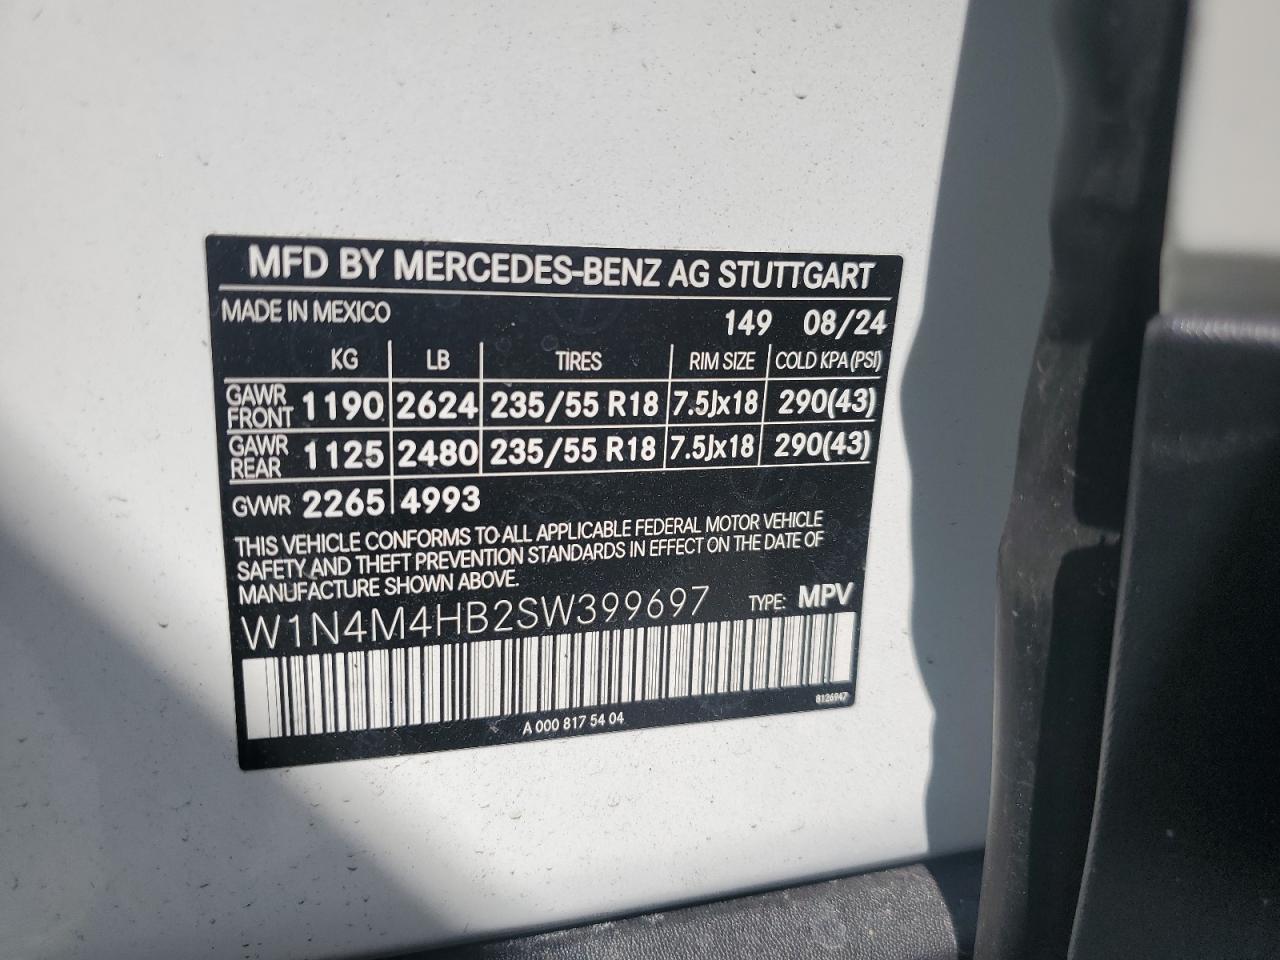 MFD BY MERCEDES-BENZ AG STUTTGART
MADE IN MEXICO 149 08/24
KG LB TIRES RIM SIZE COLD KPA (PSI)
GAWR FRONT 1190 2624 235/55 R18 7.5Jx18 290(43)
GAWR REAR 1125 2480 235/55 R18 7.5Jx18 290(43)
GVWR 2265 4993
THIS VEHICLE CONFORMS TO ALL APPLICABLE FEDERAL MOTOR VEHICLE
SAFETY AND THEFT PREVENTION STANDARDS IN EFFECT ON THE DATE OF
MANUFACTURE SHOWN ABOVE.
W1N4M4HB2SW399697 TYPE: MPV
8126947
A 000 817 54 04